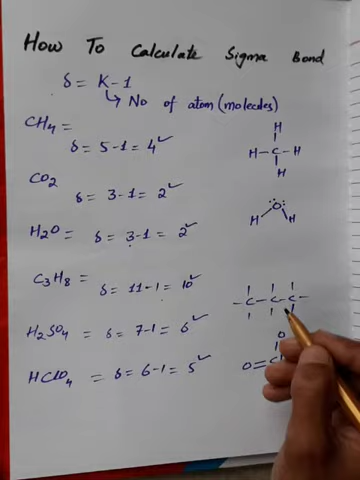 How To Calculate Sigma Bond
δ = K-1
↳ No of atom (molecules)
CH₄ =
δ = 5-1 = 4 ✓
H
H-C-H
H
CO₂
δ = 3-1 = 2 ✓
O
H H
H₂O = δ = 3-1 = 2 ✓
C₃H₈ =
δ = 11-1 = 10 ✓
-C-C-C-
H₂SO₄ = δ = 7-1 = 6 ✓
O
HClO₄ = δ = 6-1 = 5 ✓
O=C